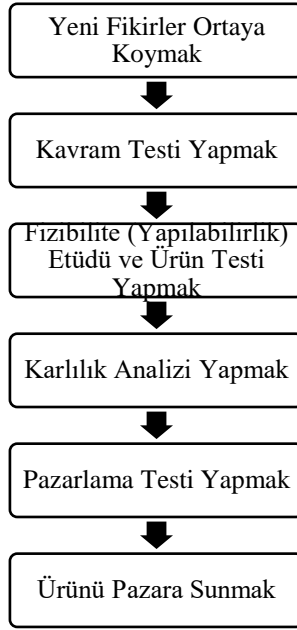 Yeni Fikirler Ortaya
Koymak
Kavram Testi Yapmak
Fizibilite (Yapılabilirlik)
Etüdü ve Ürün Testi
Yapmak
Karlılık Analizi Yapmak
Pazarlama Testi Yapmak
Ürünü Pazara Sunmak